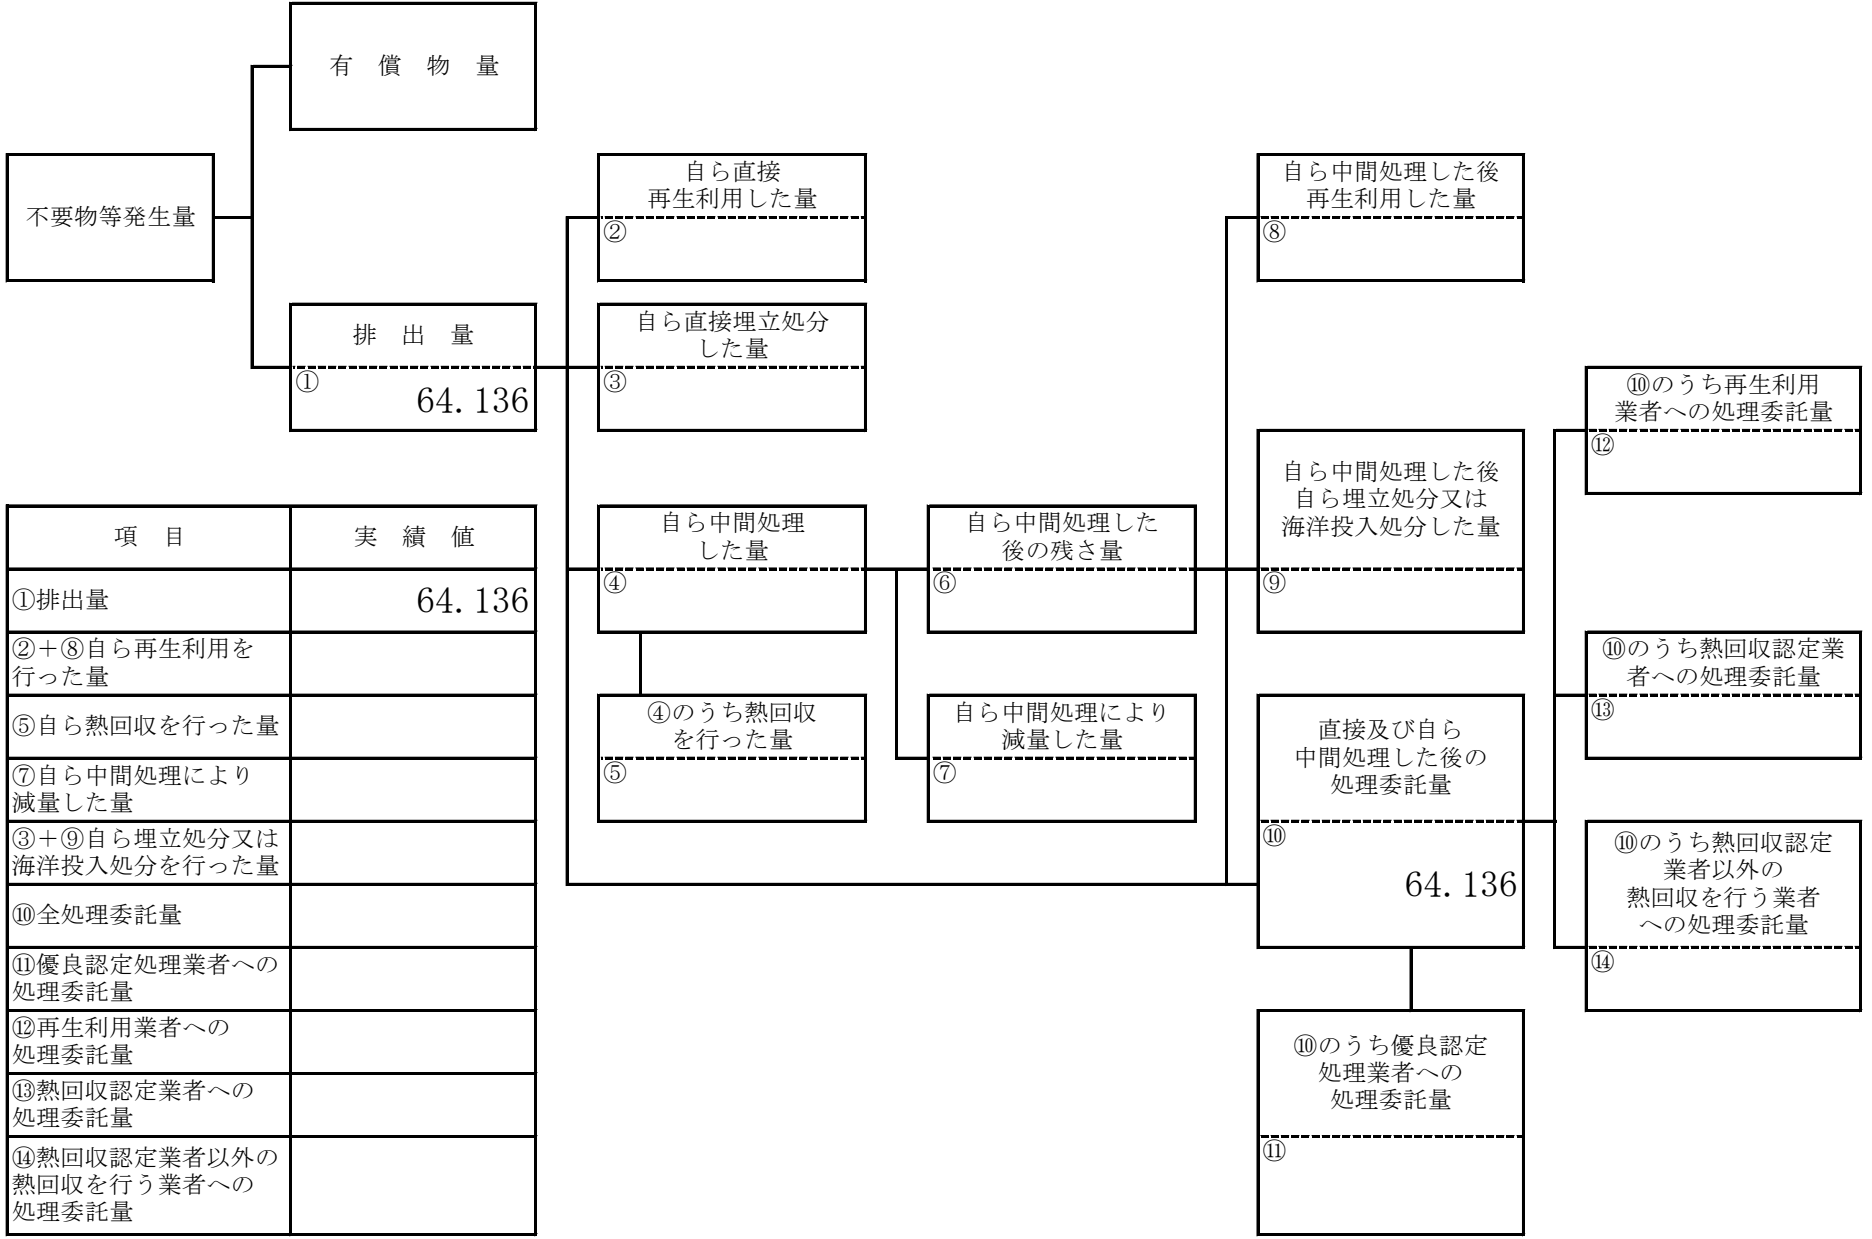 有　償　物　量
不要物等発生量
排　出　量
①
64.136
自ら直接
再生利用した量
②
自ら直接埋立処分
した量
③
自ら中間処理
した量
④
④のうち熱回収
を行った量
⑤
自ら中間処理した
後の残さ量
⑥
自ら中間処理により
減量した量
⑦
自ら中間処理した後
再生利用した量
⑧
自ら中間処理した後
自ら埋立処分又は
海洋投入処分した量
⑨
直接及び自ら
中間処理した後の
処理委託量
⑩
64.136
⑩のうち優良認定
処理業者への
処理委託量
⑪
⑩のうち再生利用
業者への処理委託量
⑫
⑩のうち熱回収認定業
者への処理委託量
⑬
⑩のうち熱回収認定
業者以外の
熱回収を行う業者
への処理委託量
⑭
項　目　実　績　値
①排出量　64.136
②＋⑧自ら再生利用を
行った量
⑤自ら熱回収を行った量
⑦自ら中間処理により
減量した量
③＋⑨自ら埋立処分又は
海洋投入処分を行った量
⑩全処理委託量
⑪優良認定処理業者への
処理委託量
⑫再生利用業者への
処理委託量
⑬熱回収認定業者への
処理委託量
⑭熱回収認定業者以外の
熱回収を行う業者への
処理委託量